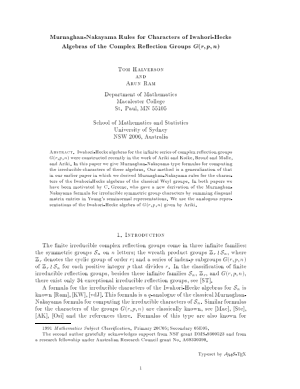 Murnaghan-Nakayama Rules for Characters of Iwahori-Hecke
Algebras of the Complex Reflection Groups G(r, p, n)
Tom Halverson
and
Arun Ram
Department of Mathematics
Macalester College
St. Paul, MN 55105
School of Mathematics and Statistics
University of Sydney
NSW 2006, Australia
Abstract. Iwahori-Hecke algebras for the infinite series of complex reflection groups
G(r, p, n) were constructed recently in the work of Ariki and Koike, Broué and Malle,
and Ariki. In this paper we give Murnaghan-Nakayama type formulas for computing
the irreducible characters of these algebras. Our method is a generalization of that
in our earlier paper in which we derived Murnaghan-Nakayama rules for the charac-
ters of the Iwahori-Hecke algebras of the classical Weyl groups. In both papers we
have been motivated by C. Greene, who gave a new derivation of the Murnaghan-
Nakayama formula for irreducible symmetric group characters by summing diagonal
matrix entries in Young's seminormal representations. We use the analogous repre-
sentations of the Iwahori-Hecke algebra of G(r, p, n) given by Ariki.
1. Introduction
The finite irreducible complex reflection groups come in three infinite families:
the symmetric groups Sn on n letters; the wreath product groups Zr ≀ Sn, where
Zr denotes the cyclic group of order r; and a series of index-p subgroups G(r, p, n)
of Zr ≀ Sn for each positive integer p that divides r. In the classification of finite
irreducible reflection groups, besides these infinite families Sn, Zr ≀ Sn, and G(r, p, n),
there exist only 34 exceptional irreducible reflection groups, see [ST].
A formula for the irreducible characters of the Iwahori-Hecke algebras for Sn is
known [Ram], [KW], [vdJ]. This formula is a q-analogue of the classical Murnaghan-
Nakayama formula for computing the irreducible characters of Sn. Similar formulas
for the characters of the groups G(r, p, n) are classically known, see [Mac], [Ste],
[AK], [Osi] and the references there. Formulas of this type are also known for
1991 Mathematics Subject Classification. Primary 20C05; Secondary 05E05.
The second author gratefully acknowledges support from NSF grant
a research fellowship under Australian Research Council grant No.
Typeset by AMS-TEX
1